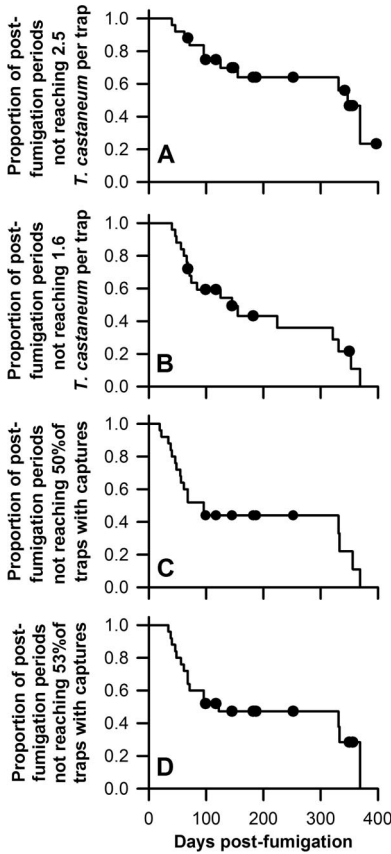 Proportion of post-
fumigation periods
not reaching 2.5
T. castaneum per trap
1.0
0.8
0.6
0.4
0.2
0.0
A
Proportion of post-
fumigation periods
not reaching 1.6
T. castaneum per trap
1.0
0.8
0.6
0.4
0.2
0.0
B
Proportion of post-
fumigation periods
not reaching 50%of
traps with captures
1.0
0.8
0.6
0.4
0.2
0.0
C
Proportion of post-
fumigation periods
not reaching 53%of
traps with captures
1.0
0.8
0.6
0.4
0.2
0.0
D
0 100 200 300 400
Days post-fumigation